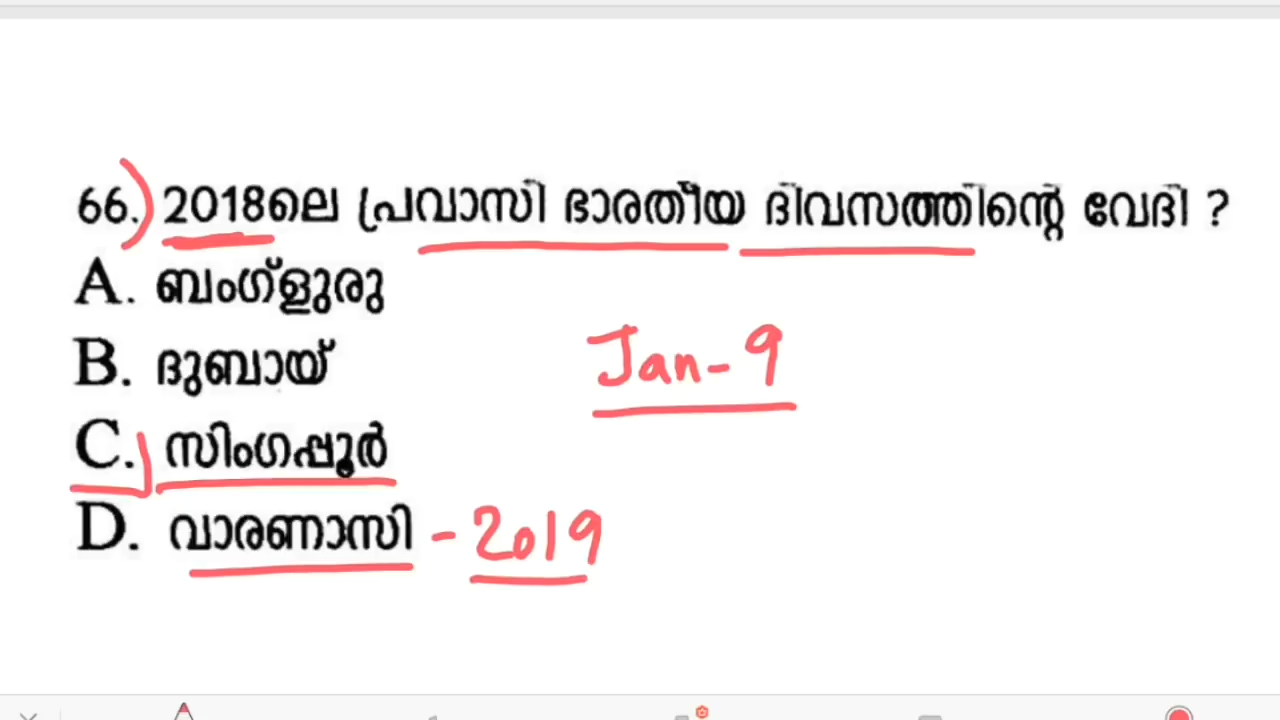 66.) 2018ലെ പ്രവാസി ഭാരതീയ ദിവസത്തിന്റെ വേദി ?
A. ബംഗ്ളുരു
B. ദുബായ്
Jan - 9
C. സിംഗപ്പൂർ
D. വാരണാസി - 2019